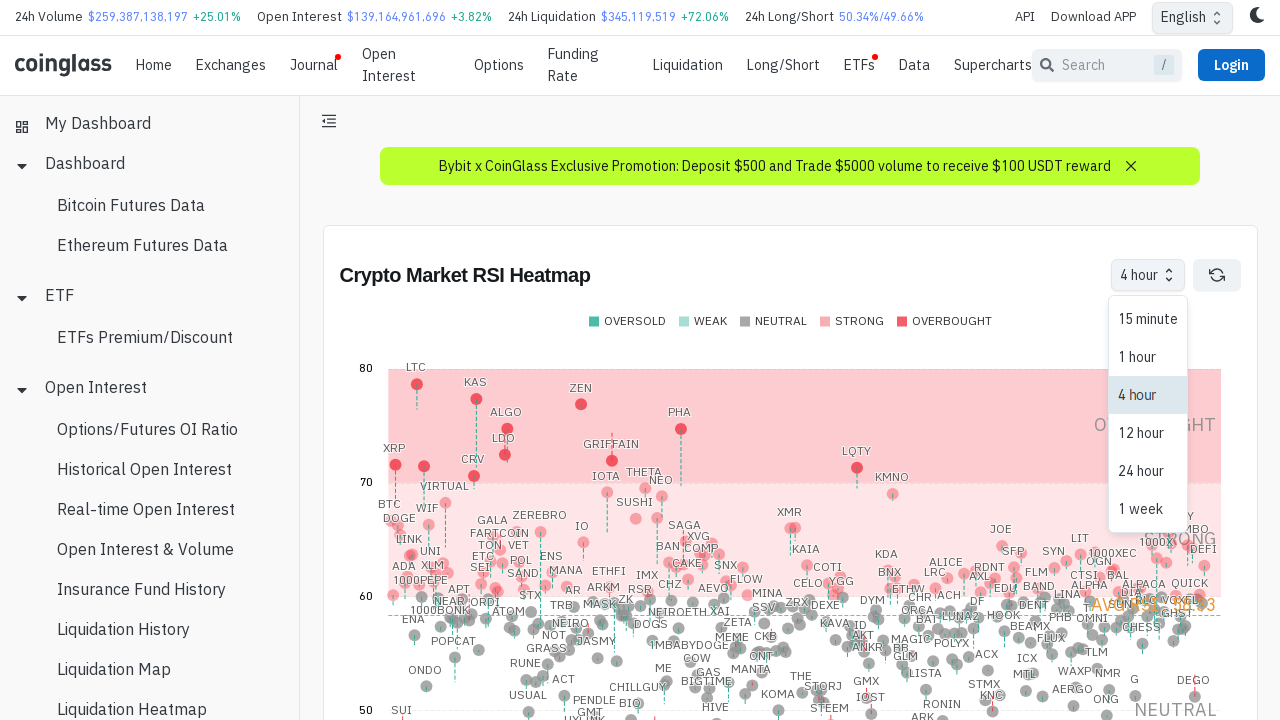 24h Volume $259,387,138,197 +25.01% Open Interest $139,164,961,696 +3.82% 24h Liquidation $345,119,519 +72.06% 24h Long/Short 50.34%/49.66% API Download APP English
coinglass Home Exchanges Journal Open Interest Options Funding Rate Liquidation Long/Short ETFs Data Supercharts Search / Login
My Dashboard
Dashboard
Bitcoin Futures Data
Ethereum Futures Data
ETF
ETFs Premium/Discount
Open Interest
Options/Futures OI Ratio
Historical Open Interest
Real-time Open Interest
Open Interest & Volume
Insurance Fund History
Liquidation History
Liquidation Map
Liquidation Heatmap
Bybit x CoinGlass Exclusive Promotion: Deposit $500 and Trade $5000 volume to receive $100 USDT reward
Crypto Market RSI Heatmap
4 hour
15 minute
1 hour
4 hour
12 hour
24 hour
1 week
OVERSOLD WEAK NEUTRAL STRONG OVERBOUGHT
80
LTC
KAS ZEN
ALGO PHA
LDO
XRP GRIFFAIN LQTY
CRV
70
VIRTUAL IOTA THETA NEO KMNO
BTC WIF SUSHI
DOGE GALA ZEREBRO IO SAGA XMR JOE
LINK FARTCOIN XVG LIT
UNI TON VET BAN COMP KAIA SFP SYN 1000XEC 1000X DEFI
ADA XLM ETC POL ENS CAKE SNX COTI KDA ALICE RDNT OGN
1000PEPE SEI SAND MANA ETHFI IMX CHZ FLOW CELO YGG BNX LRC AXL FLM CTSI BAL
60
APT STX AR ARKM RSR AEVO MINA ETHW ACH EDU BAND ALPHA ALPACA QUICK
1000BONK NEAR ORDI TRB MASK ZK SSV ZRX DEXE DYM CHR DF DENT LINA DIA
ENA ATOM NEIRO DOGS NEIROETH XAI ZETA KAVA ID ORCA BAT LUNA2 HOOK BEAMX PHB OMNI CHESS GHST
POPCAT NOT JASMY 1MBABYDOGE MEME CKB AKT MAGIC POLYX FLUX
GRASS COW ONT ANKR BB GLM ACX ICX TLM
ONDO RUNE ACT ME GAS MANTA THE GMX LISTA STMX MTL WAXP NMR
USUAL CHILLGUY BIGTIME KOMA STORJ IOST KNC AERGO G DEGO
SUI PENDLE BIO HIVE STEEM RONIN ONG
GMT ARK
50
NEUTRAL